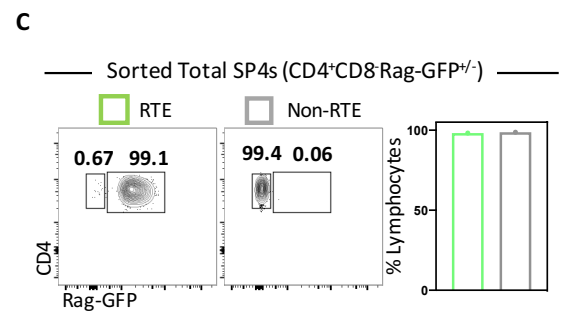 C
Sorted Total SP4s (CD4⁺CD8⁻Rag-GFP⁺/⁻)
RTE
Non-RTE
0.67 99.1
99.4 0.06
CD4
Rag-GFP
% Lymphocytes
100
50
0